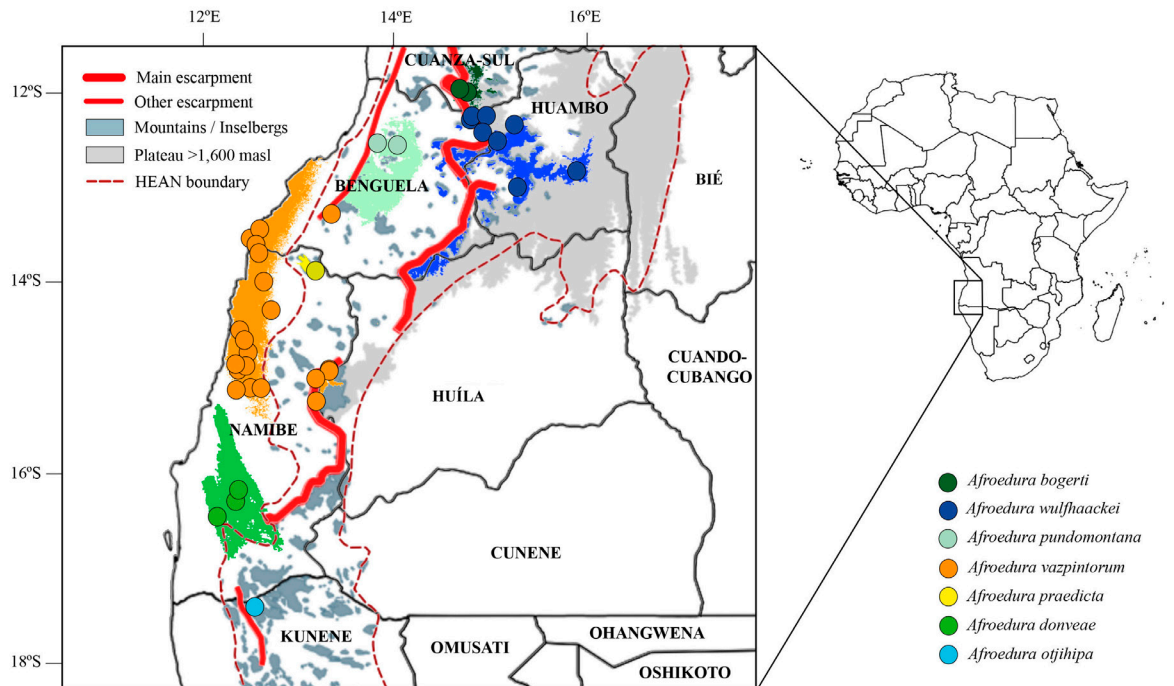 12ºE
14ºE
16ºE
12ºS
14ºS
16ºS
18ºS
Main escarpment
Other escarpment
Mountains / Inselbergs
Plateau >1,600 masl
HEAN boundary
CUANZA-SUL
HUAMBO
BENGUELA
BIÉ
CUANDO-
CUBANGO
HUÍLA
NAMIBE
CUNENE
KUNENE
OMUSATI
OHANGWENA
OSHIKOTO
Afroedura bogerti
Afroedura wulfhaackei
Afroedura pundomontana
Afroedura vazpintorum
Afroedura praedicta
Afroedura donveae
Afroedura otjihipa